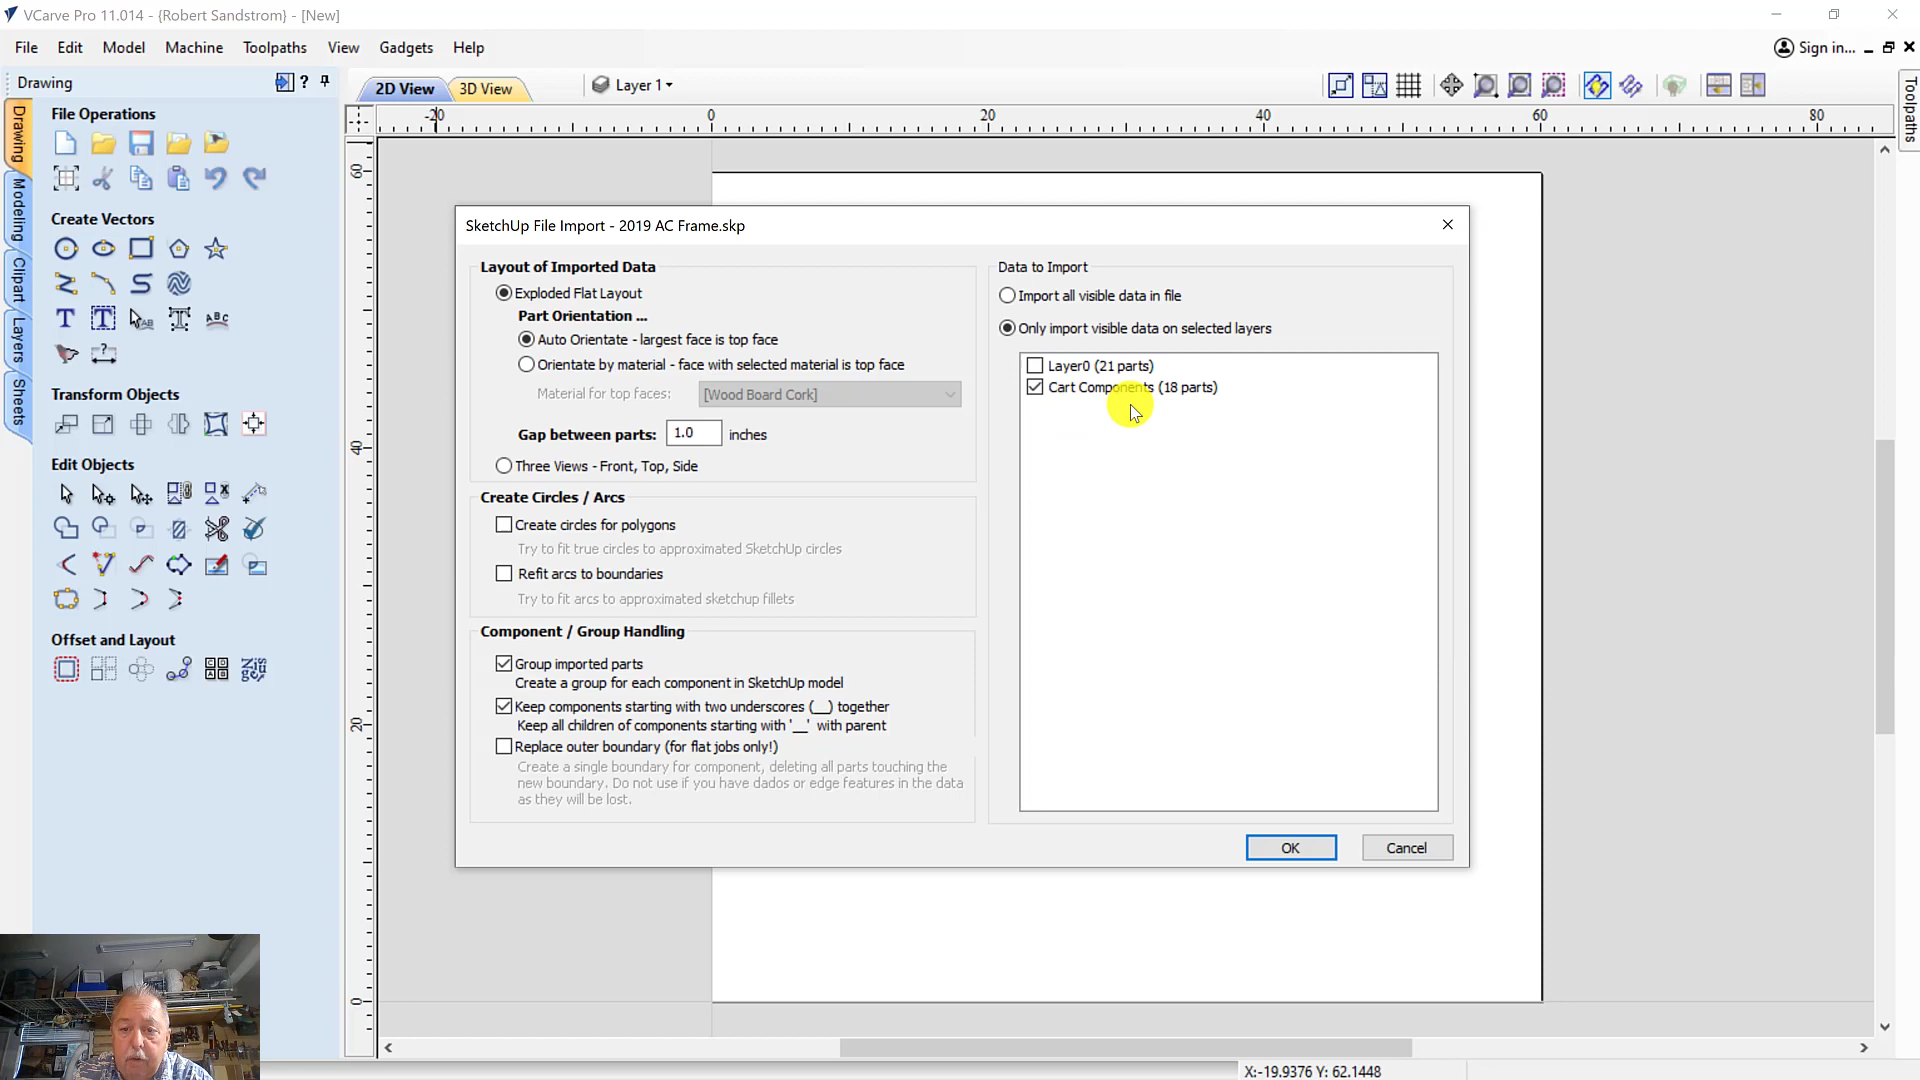 VCarve Pro 11.014 - {Robert Sandstrom} - [New]
File Edit Model Machine Toolpaths View Gadgets Help
Sign in...
Drawing
2D View
3D View
Layer 1
Toolpaths
Drawing
Modeling
Clipart
Layers
Sheets
File Operations
Create Vectors
Transform Objects
Edit Objects
Offset and Layout
-20 0 20 40 60 80
60
40
20
0
SketchUp File Import - 2019 AC Frame.skp
Layout of Imported Data
Exploded Flat Layout
Part Orientation ...
Auto Orientate - largest face is top face
Orientate by material - face with selected material is top face
Material for top faces: [Wood Board Cork]
Gap between parts: 1.0 inches
Three Views - Front, Top, Side
Create Circles / Arcs
Create circles for polygons
Try to fit true circles to approximated SketchUp circles
Refit arcs to boundaries
Try to fit arcs to approximated sketchup fillets
Component / Group Handling
Group imported parts
Create a group for each component in SketchUp model
Keep components starting with two underscores (__) together
Keep all children of components starting with '__' with parent
Replace outer boundary (for flat jobs only!)
Create a single boundary for component, deleting all parts touching the
new boundary. Do not use if you have dados or edge features in the data
as they will be lost.
Data to Import
Import all visible data in file
Only import visible data on selected layers
Layer0 (21 parts)
Cart Components (18 parts)
OK
Cancel
X:-19.9376 Y: 62.1448